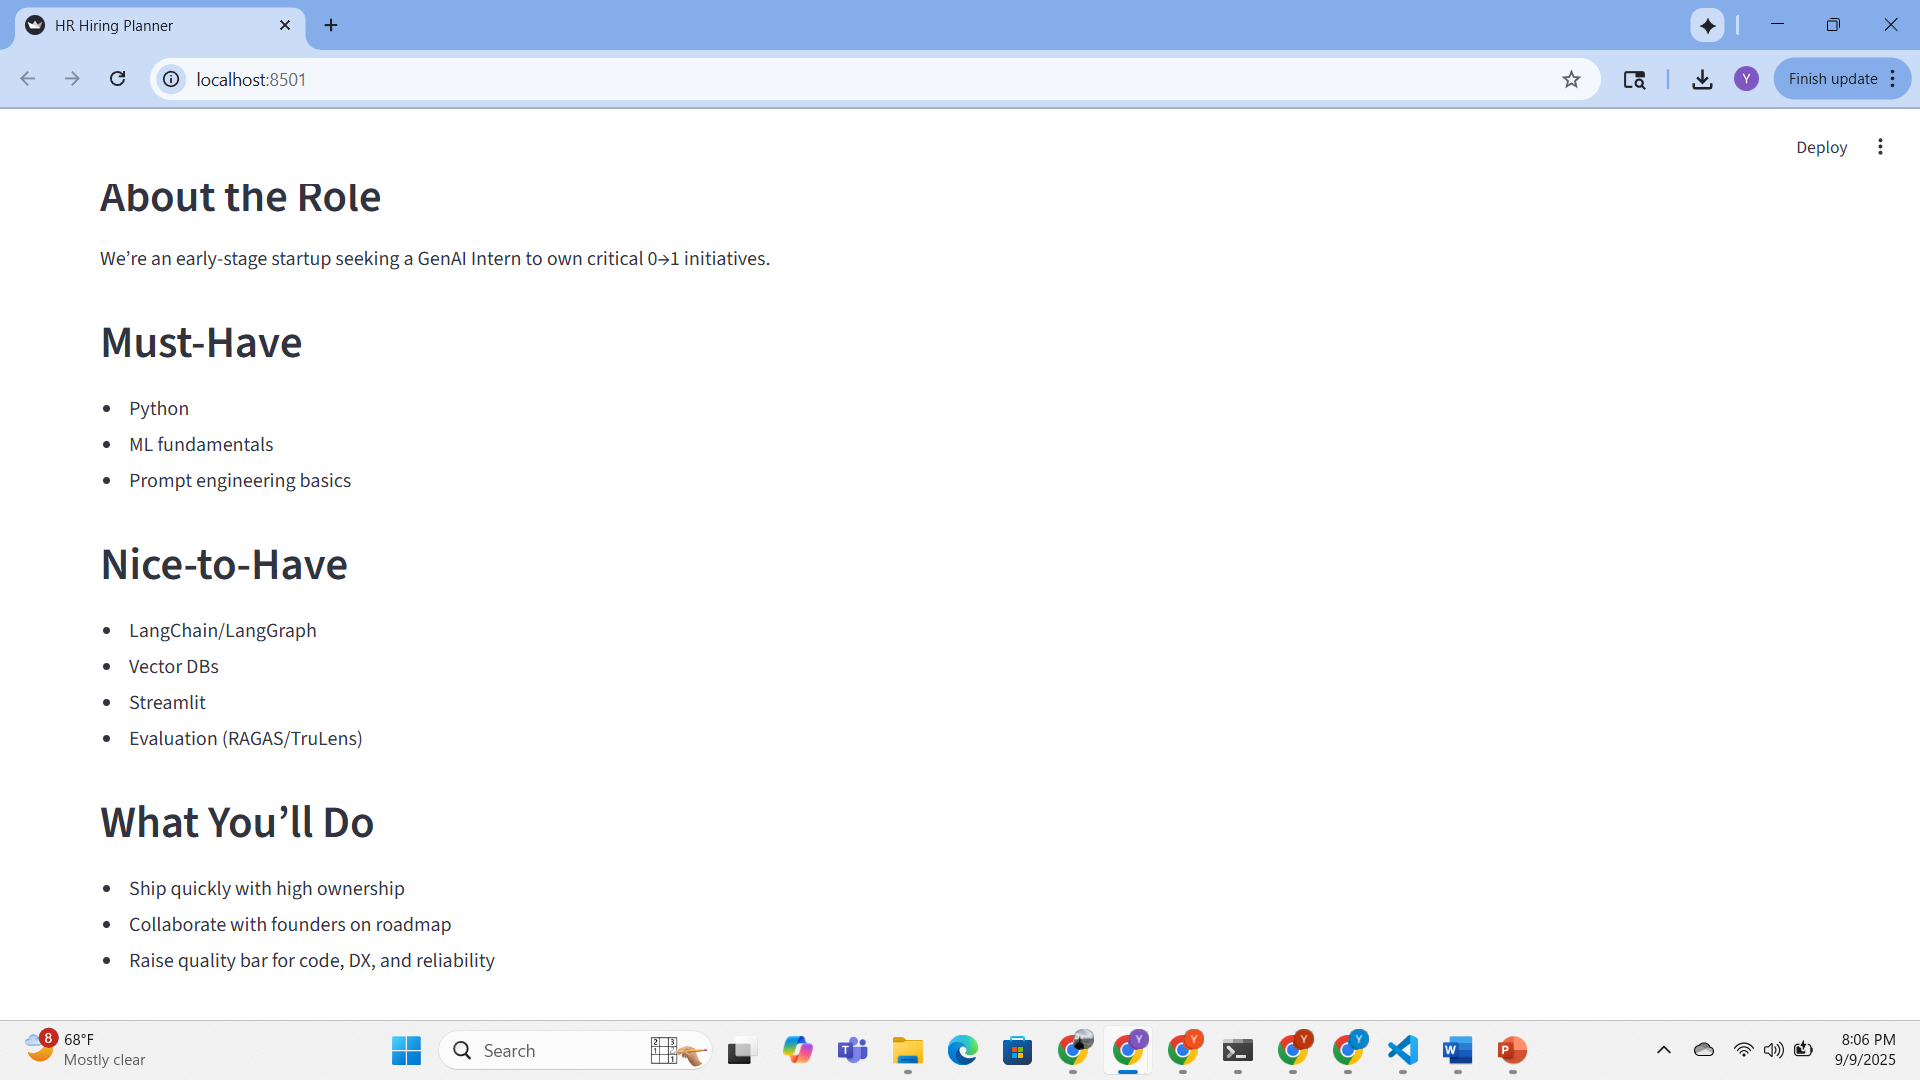 HR Hiring Planner
localhost:8501
Y
Finish update
Deploy
About the Role
We’re an early-stage startup seeking a GenAI Intern to own critical 0→1 initiatives.
Must-Have
• Python
• ML fundamentals
• Prompt engineering basics
Nice-to-Have
• LangChain/LangGraph
• Vector DBs
• Streamlit
• Evaluation (RAGAS/TruLens)
What You’ll Do
• Ship quickly with high ownership
• Collaborate with founders on roadmap
• Raise quality bar for code, DX, and reliability
8
68°F
Mostly clear
Search
Y
Y
Y
Y
8:06 PM
9/9/2025